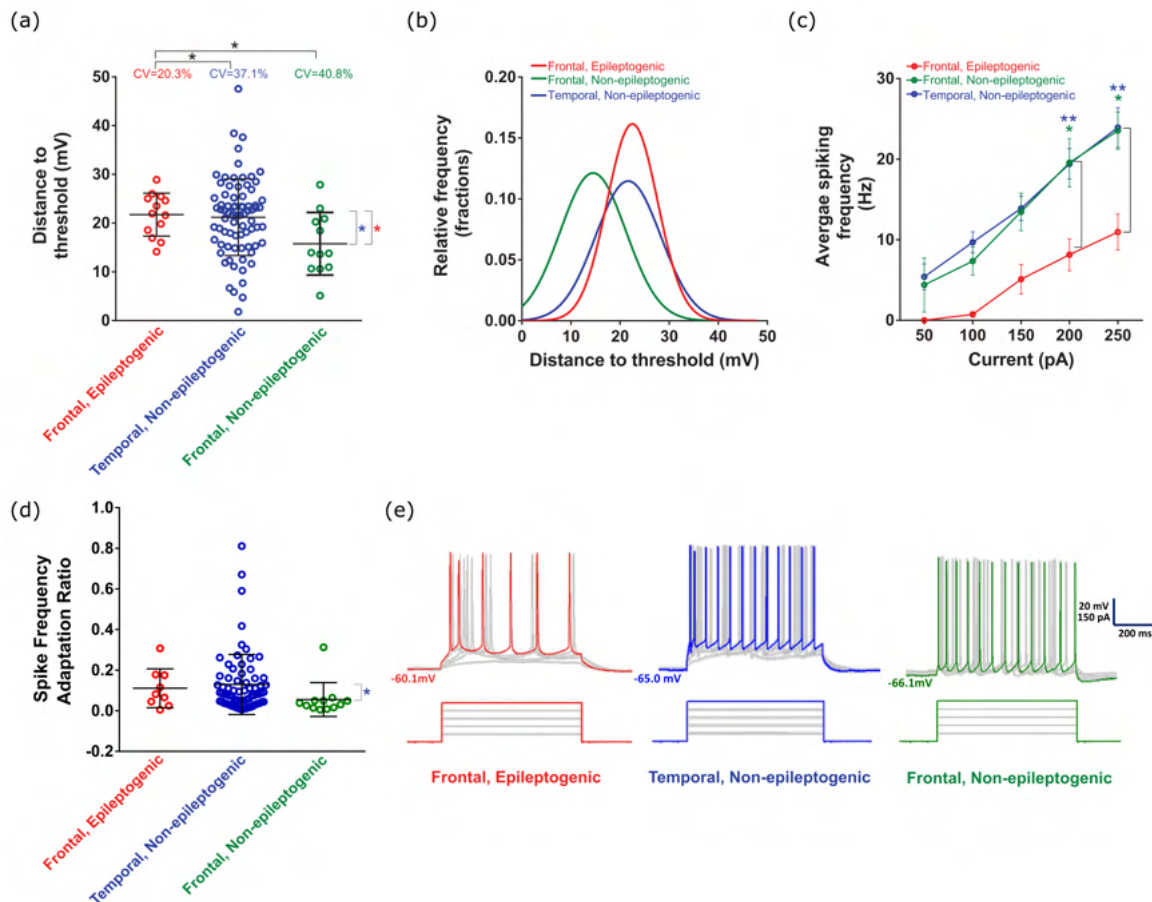 (a)
*
*
CV=20.3% CV=37.1% CV=40.8%
50
40
30
20
10
0
Distance to
threshold (mV)
* *
Frontal, Epileptogenic
Temporal, Non-epileptogenic
Frontal, Non-epileptogenic
(b)
Frontal, Epileptogenic
Frontal, Non-epileptogenic
Temporal, Non-epileptogenic
0.20
0.15
0.10
0.05
0.00
Relative frequency
(fractions)
0 10 20 30 40 50
Distance to threshold (mV)
(c)
Frontal, Epileptogenic
Frontal, Non-epileptogenic
Temporal, Non-epileptogenic
30
20
10
0
Avergae spiking
frequency
(Hz)
** **
* *
50 100 150 200 250
Current (pA)
(d)
1.0
0.8
0.6
0.4
0.2
0.0
-0.2
Spike Frequency
Adaptation Ratio
*
Frontal, Epileptogenic
Temporal, Non-epileptogenic
Frontal, Non-epileptogenic
(e)
-60.1mV
-65.0 mV
-66.1mV
20 mV
150 pA
200 ms
Frontal, Epileptogenic
Temporal, Non-epileptogenic
Frontal, Non-epileptogenic